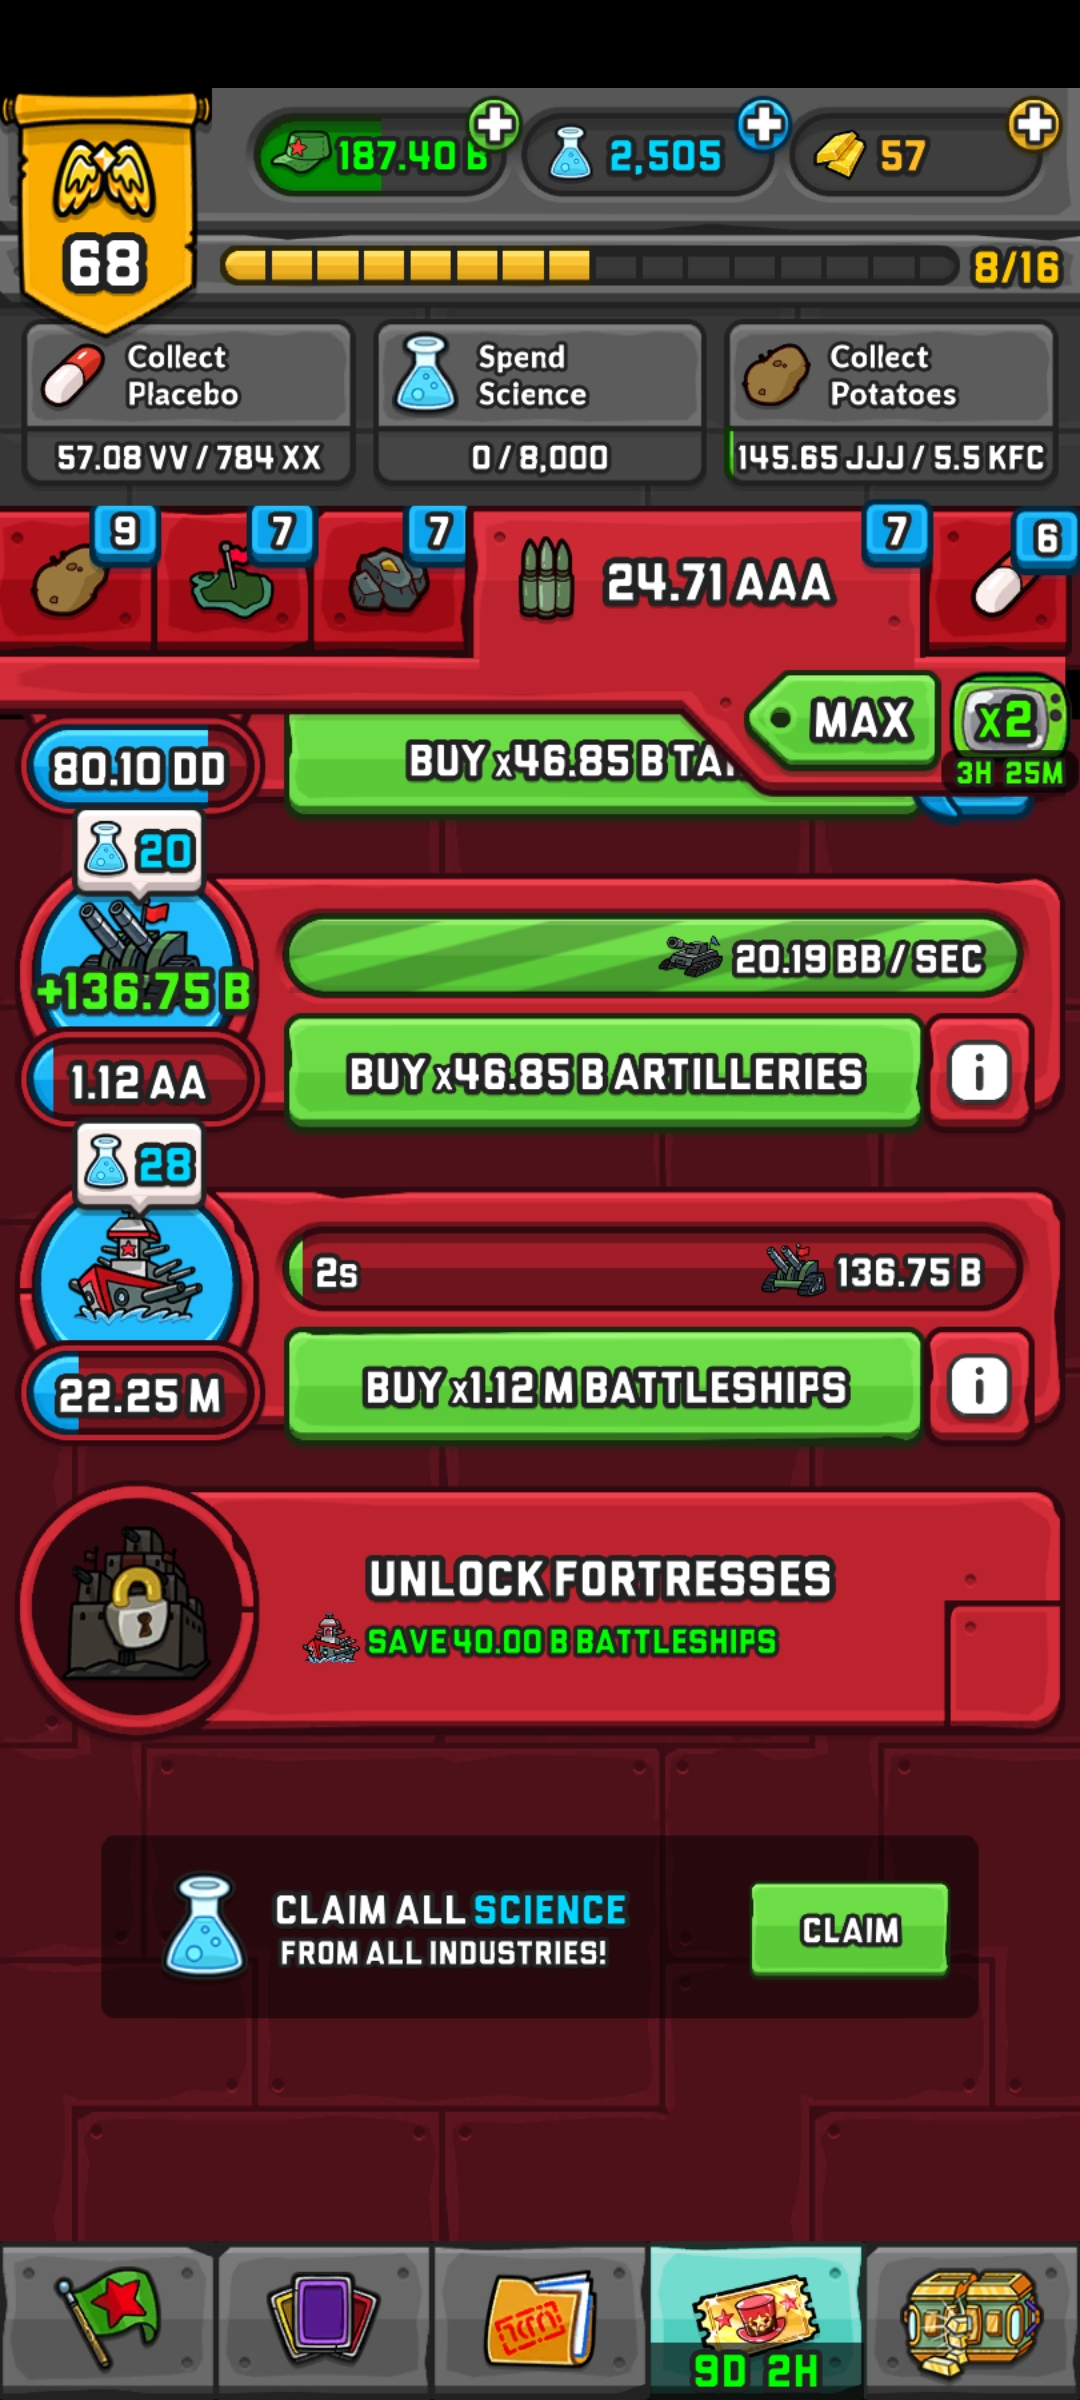 187.40 B
2,505
57
68
8/16
Collect
Placebo
57.08 VV / 784 XX
Spend
Science
0 / 8,000
Collect
Potatoes
145.65 JJJ / 5.5 KFC
9
7
7
24.71 AAA
7
6
MAX
x2
3H 25M
80.10 DD
BUY x46.85 B
20
+136.75 B
20.19 BB / SEC
1.12 AA
BUY x46.85 B ARTILLERIES
i
28
2s
136.75 B
22.25 M
BUY x1.12 M BATTLESHIPS
i
UNLOCK FORTRESSES
SAVE 40.00 B BATTLESHIPS
CLAIM ALL SCIENCE
FROM ALL INDUSTRIES!
CLAIM
9D 2H